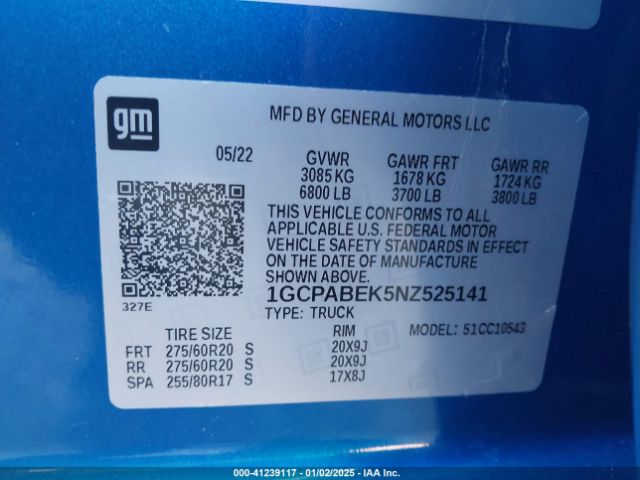 gm
MFD BY GENERAL MOTORS LLC
05/22 GVWR GAWR FRT GAWR RR
3085 KG 1678 KG 1724 KG
6800 LB 3700 LB 3800 LB
THIS VEHICLE CONFORMS TO ALL
APPLICABLE U.S. FEDERAL MOTOR
VEHICLE SAFETY STANDARDS IN EFFECT
ON THE DATE OF MANUFACTURE
SHOWN ABOVE.
327E 1GCPABEK5NZ525141
TYPE: TRUCK MODEL: 51CC10543
TIRE SIZE RIM
FRT 275/60R20 S 20X9J
RR 275/60R20 S 20X9J
SPA 255/80R17 S 17X8J
000 - 41239117 - 01/02/2025 - IAA Inc.